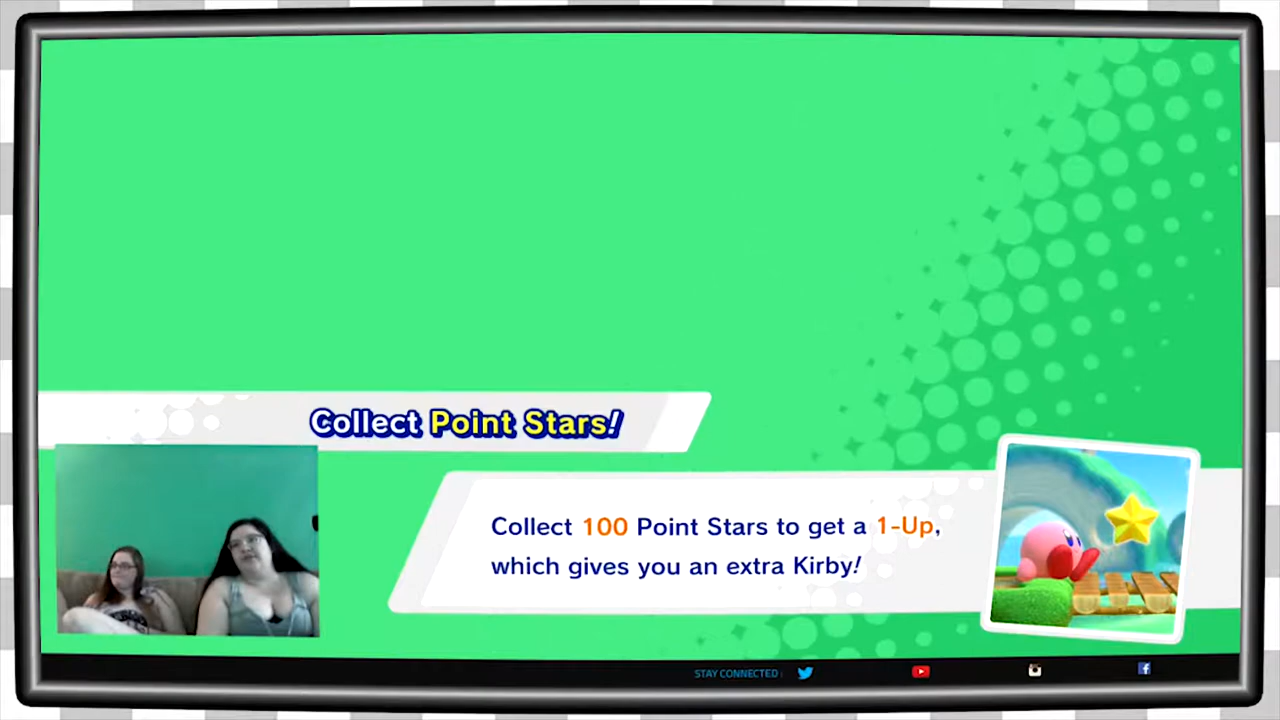 Collect Point Stars!
Collect 100 Point Stars to get a 1-Up,
which gives you an extra Kirby!
STAY CONNECTED :